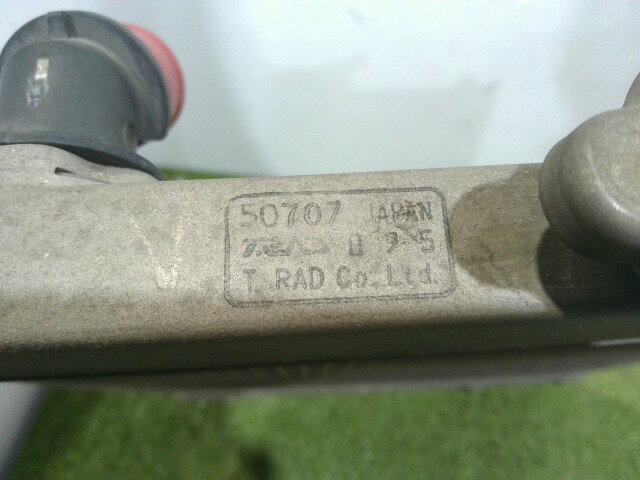 50707 JAPAN
T. RAD Co., Ltd.